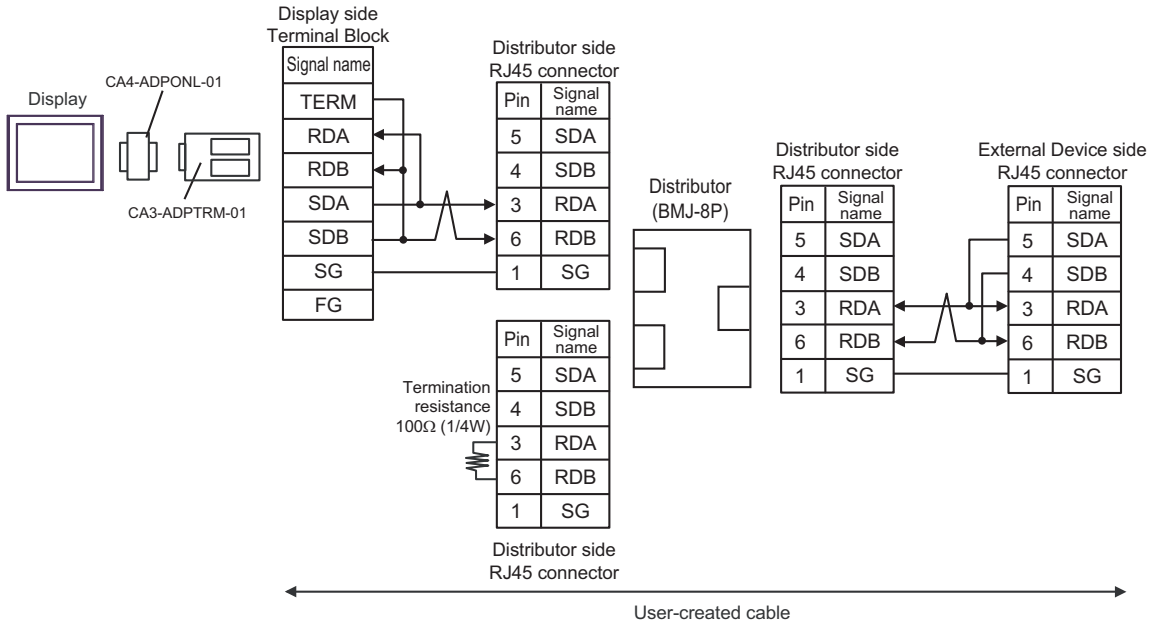 Display side
Terminal Block
Signal name
TERM
RDA
RDB
SDA
SDB
SG
FG
Display
CA4-ADPONL-01
CA3-ADPTRM-01
Distributor side
RJ45 connector
Pin Signal name
5 SDA
4 SDB
3 RDA
6 RDB
1 SG
Termination
resistance
100Ω (1/4W)
Pin Signal name
5 SDA
4 SDB
3 RDA
6 RDB
1 SG
Distributor side
RJ45 connector
Distributor
(BMJ-8P)
Distributor side
RJ45 connector
Pin Signal name
5 SDA
4 SDB
3 RDA
6 RDB
1 SG
External Device side
RJ45 connector
Pin Signal name
5 SDA
4 SDB
3 RDA
6 RDB
1 SG
User-created cable